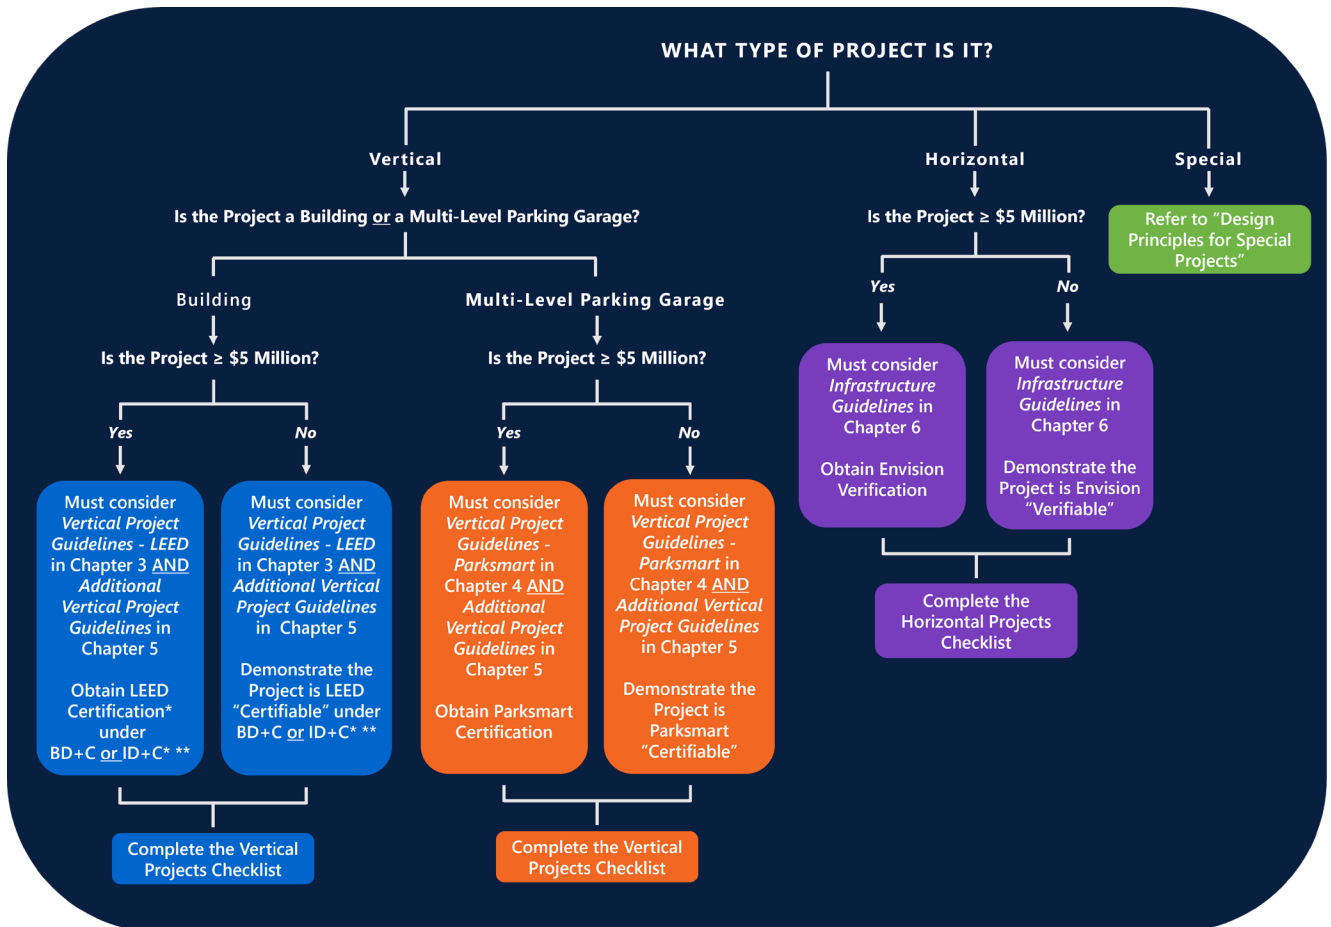 WHAT TYPE OF PROJECT IS IT?
Vertical
Horizontal
Special
Is the Project a Building or a Multi-Level Parking Garage?
Is the Project ≥ $5 Million?
Refer to “Design
Principles for Special
Projects”
Building
Multi-Level Parking Garage
Yes
No
Is the Project ≥ $5 Million?
Is the Project ≥ $5 Million?
Must consider
Infrastructure
Guidelines in
Chapter 6
Obtain Envision
Verification
Must consider
Infrastructure
Guidelines in
Chapter 6
Demonstrate the
Project is Envision
“Verifiable”
Yes
No
Yes
No
Must consider
Vertical Project
Guidelines - LEED
in Chapter 3 AND
Additional
Vertical Project
Guidelines in
Chapter 5
Obtain LEED
Certification*
under
BD+C or ID+C* **
Must consider
Vertical Project
Guidelines - LEED
in Chapter 3 AND
Additional Vertical
Project Guidelines
in Chapter 5
Demonstrate the
Project is LEED
“Certifiable” under
BD+C or ID+C* **
Must consider
Vertical Project
Guidelines -
Parksmart in
Chapter 4 AND
Additional
Vertical Project
Guidelines in
Chapter 5
Obtain Parksmart
Certification
Must consider
Vertical Project
Guidelines -
Parksmart in
Chapter 4 AND
Additional Vertical
Project Guidelines
in Chapter 5
Demonstrate the
Project is
Parksmart
“Certifiable”
Complete the
Horizontal Projects
Checklist
Complete the Vertical
Projects Checklist
Complete the Vertical
Projects Checklist